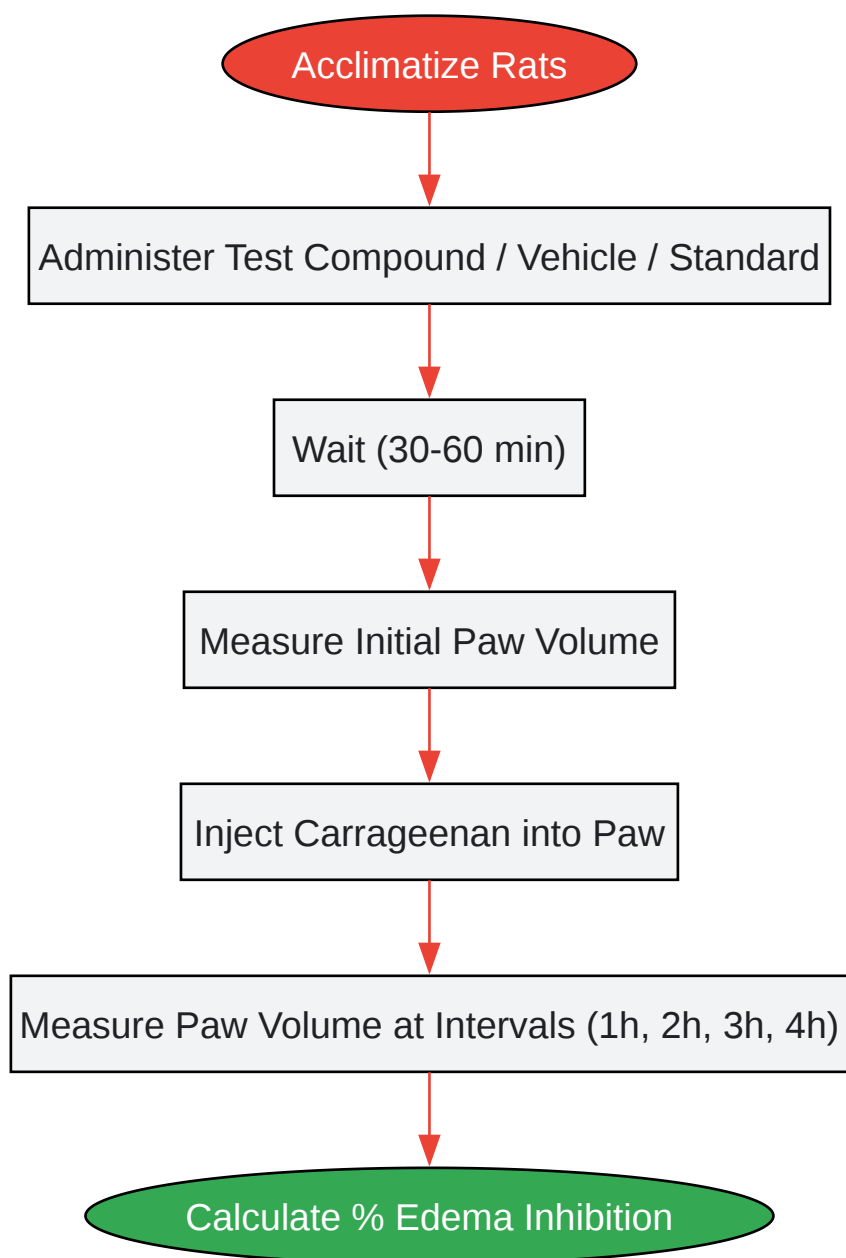 Acclimatize Rats
Administer Test Compound / Vehicle / Standard
Wait (30-60 min)
Measure Initial Paw Volume
Inject Carrageenan into Paw
Measure Paw Volume at Intervals (1h, 2h, 3h, 4h)
Calculate % Edema Inhibition